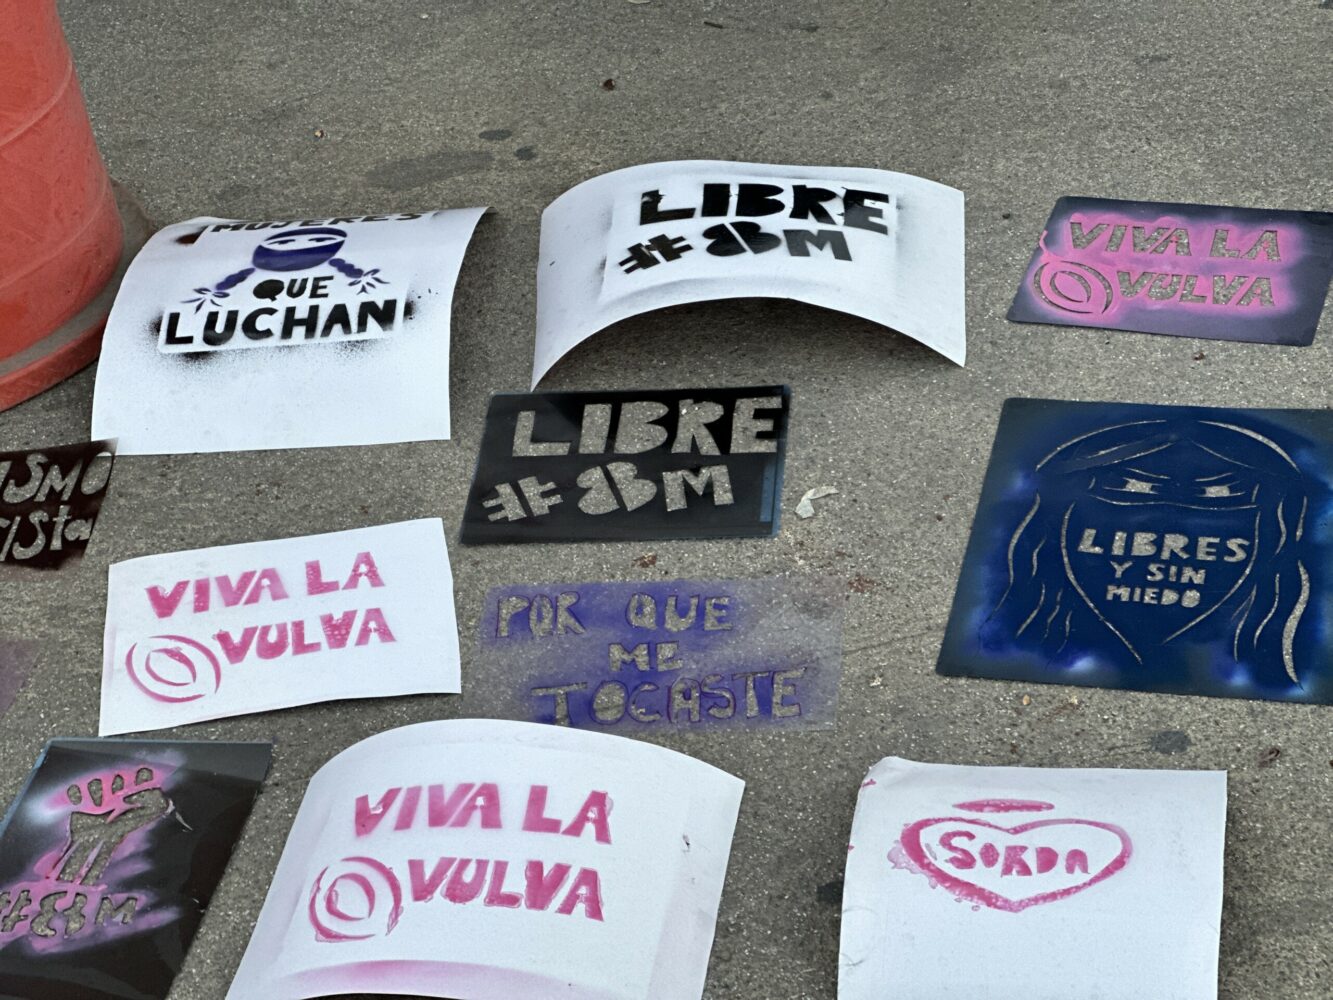 MUJERES
QUE
LUCHAN
LIBRE
#8M
VIVA LA
VULVA
LIBRE
#8M
LIBRES
Y SIN
MIEDO
VIVA LA
VULVA
POR QUE
ME
TOCASTE
#8M
VIVA LA
VULVA
SORDA